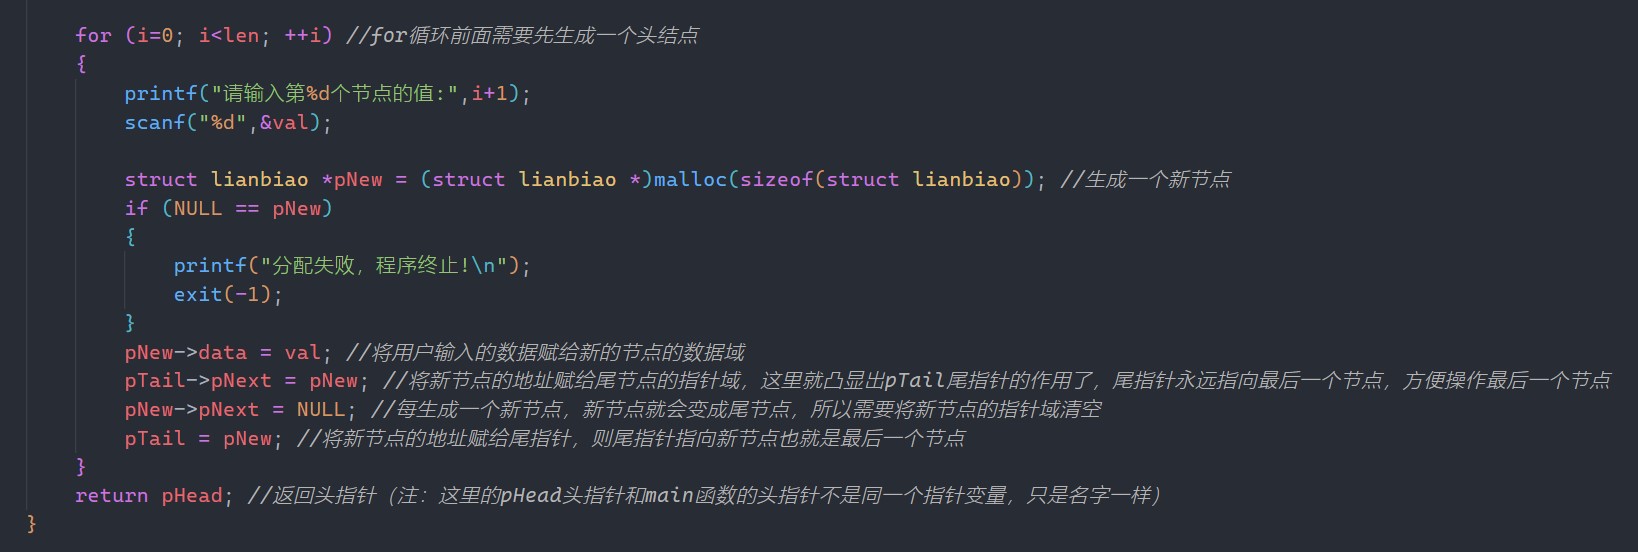 for (i=0; i<len; ++i) //for循环前面需要先生成一个头结点
{
printf("请输入第%d个节点的值:",i+1);
scanf("%d",&val);
struct lianbiao *pNew = (struct lianbiao *)malloc(sizeof(struct lianbiao)); //生成一个新节点
if (NULL == pNew)
{
printf("分配失败，程序终止!\n");
exit(-1);
}
pNew->data = val; //将用户输入的数据赋给新的节点的数据域
pTail->pNext = pNew; //将新节点的地址赋给尾节点的指针域，这里就凸显出pTail尾指针的作用了，尾指针永远指向最后一个节点，方便操作最后一个节点
pNew->pNext = NULL; //每生成一个新节点，新节点就会变成尾节点，所以需要将新节点的指针域清空
pTail = pNew; //将新节点的地址赋给尾指针，则尾指针指向新节点也就是最后一个节点
}
return pHead; //返回头指针（注：这里的pHead头指针和main函数的头指针不是同一个指针变量，只是名字一样）
}